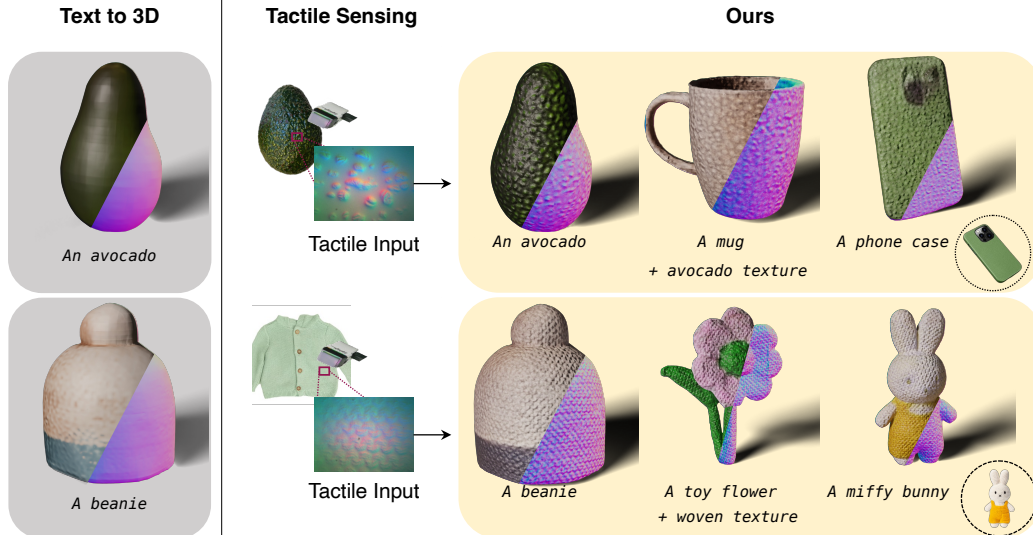 Text to 3D
Tactile Sensing
Ours
An avocado
Tactile Input
An avocado
A mug
A phone case
+ avocado texture
A beanie
Tactile Input
A beanie
A toy flower
A miffy bunny
+ woven texture